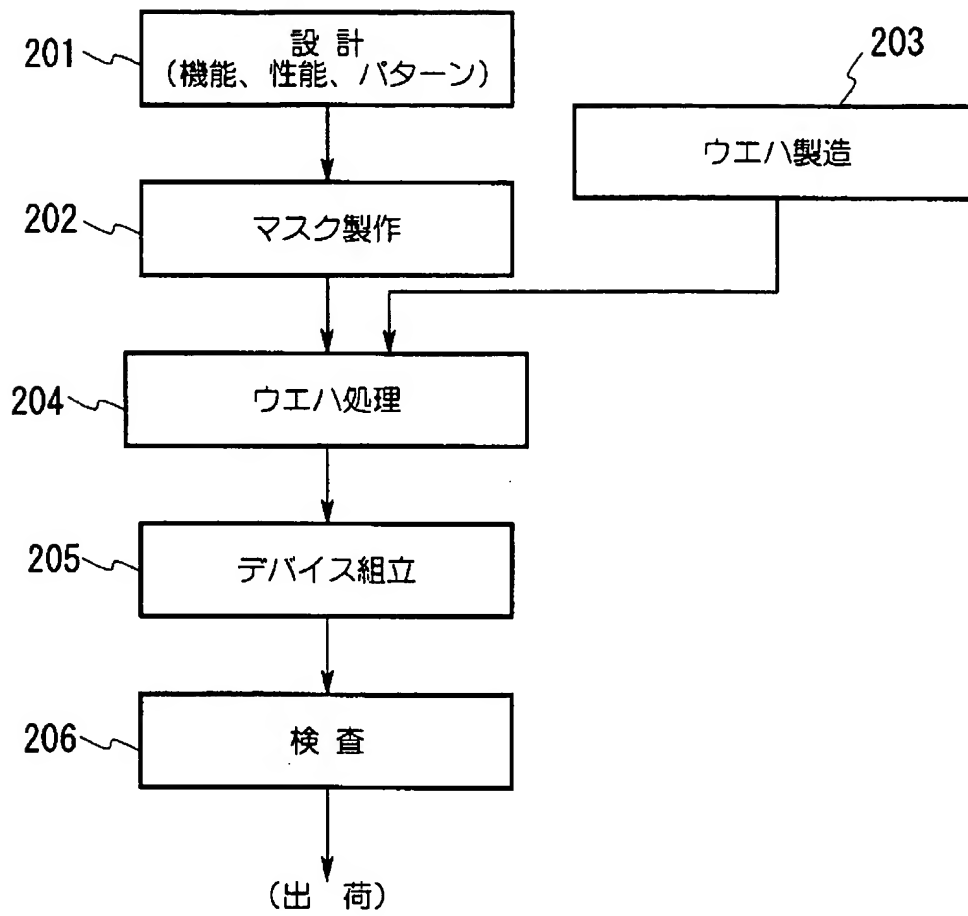 201
設 計
（機能、性能、パターン）
203
ウエハ製造
202
マスク製作
204
ウエハ処理
205
デバイス組立
206
検 査
（出 荷）